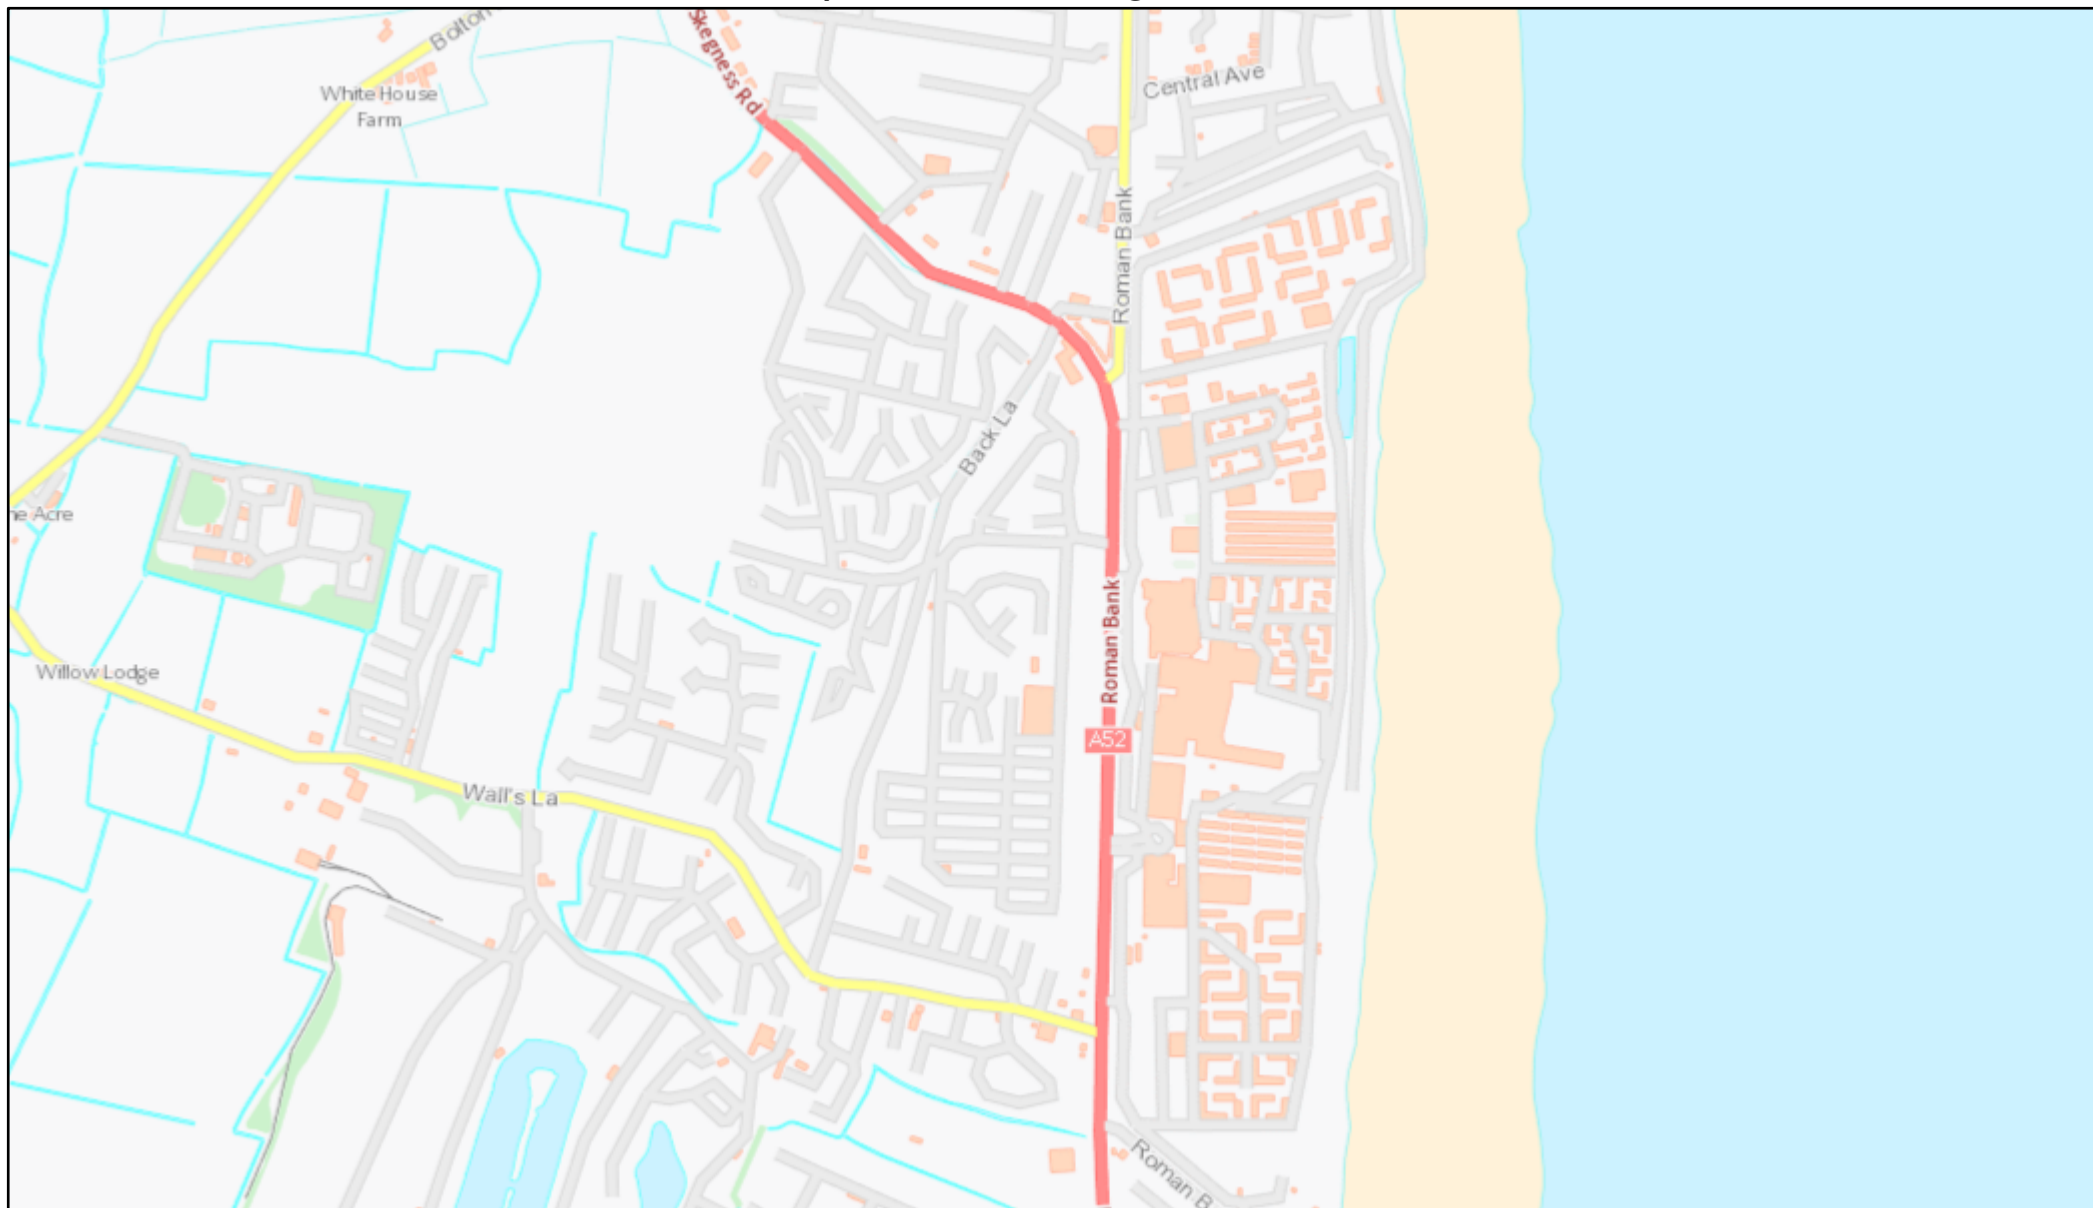 Bolton
Skegness Rd
White House
Farm
Central Ave
Roman Bank
Back La
ne Acre
Roman Bank
Willow Lodge
A52
Wall's La
Roman B